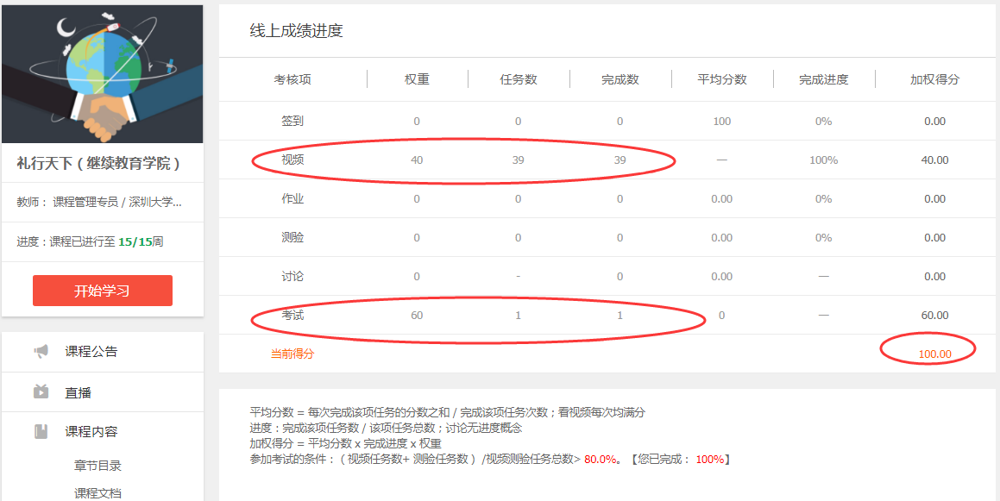 礼行天下（继续教育学院）
教师： 课程管理专员 / 深圳大学...
进度：课程已进行至 15/15周
开始学习
课程公告
直播
课程内容
章节目录
课程文档
线上成绩进度
考核项 权重 任务数 完成数 平均分数 完成进度 加权得分
签到 0 0 0 100 0% 0.00
视频 40 39 39 — 100% 40.00
作业 0 0 0 0.00 0% 0.00
测验 0 0 0 0.00 0% 0.00
讨论 0 - 0 0.00 — 0.00
考试 60 1 1 0 — 60.00
当前得分 100.00
平均分数 = 每次完成该项任务的分数之和 / 完成该项任务次数；看视频每次均满分
进度：完成该项任务数 / 该项任务总数；讨论无进度概念
加权得分 = 平均分数 x 完成进度 x 权重
参加考试的条件：（ 视频任务数+ 测验任务数 ）/视频测验任务总数> 80.0%。【您已完成： 100%】